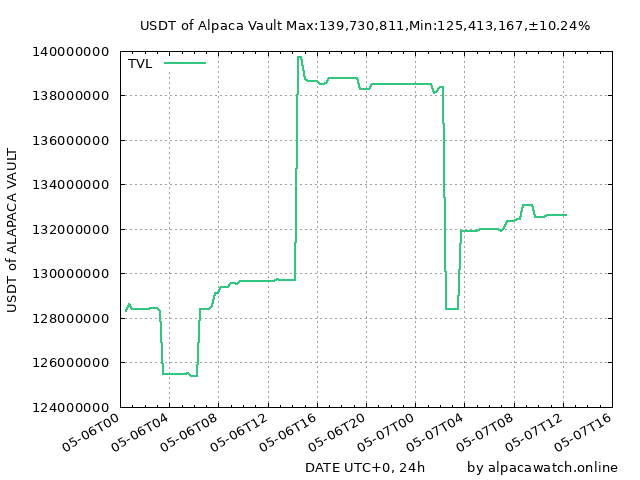 USDT of Alpaca Vault Max:139,730,811,Min:125,413,167,±10.24%
TVL
140000000
138000000
136000000
134000000
132000000
130000000
128000000
126000000
124000000
USDT of ALAPACA VAULT
05-06T00
05-06T04
05-06T08
05-06T12
05-06T16
05-06T20
05-07T00
05-07T04
05-07T08
05-07T12
05-07T16
DATE UTC+0, 24h
by alpacawatch.online